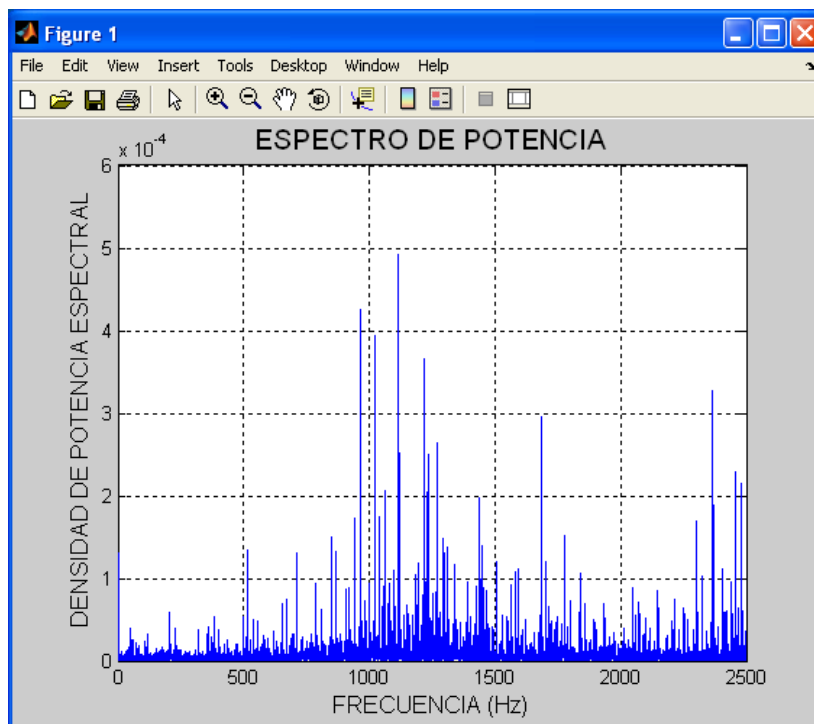 Figure 1
File Edit View Insert Tools Desktop Window Help
x 10^-4
ESPECTRO DE POTENCIA
DENSIDAD DE POTENCIA ESPECTRAL
6
5
4
3
2
1
0
0 500 1000 1500 2000 2500
FRECUENCIA (Hz)